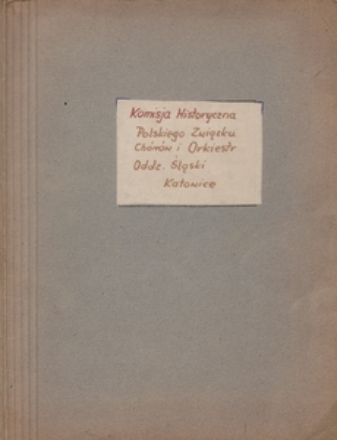 Komisja Historyczna
Polskiego Związku
Chórów i Orkiestr
Oddz. Śląski
Katowice